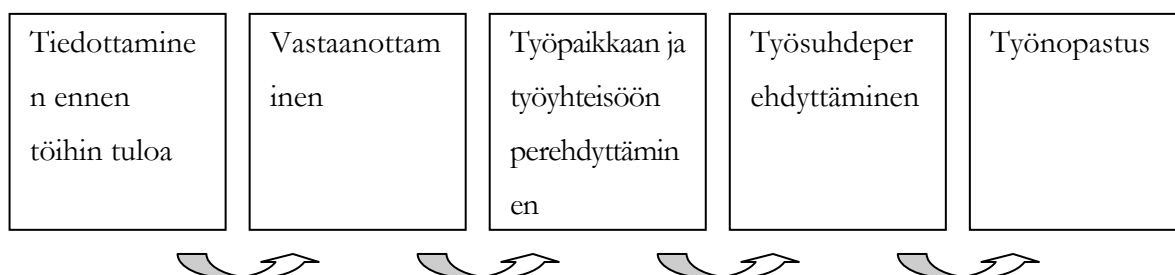 Tiedottamine
n ennen
töihin tuloa
Vastaanottam
inen
Työpaikkaan ja
työyhteisöön
perehdyttämin
en
Työsuhdeper
ehdyttäminen
Työnopastus